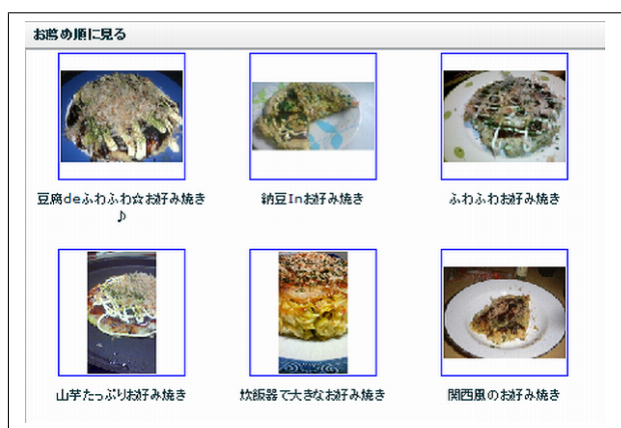 お薦め順に見る
豆腐deふわふわ☆お好み焼き
♪
納豆Inお好み焼き
ふわふわお好み焼き
山芋たっぷりお好み焼き
炊飯器で大きなお好み焼き
関西風のお好み焼き